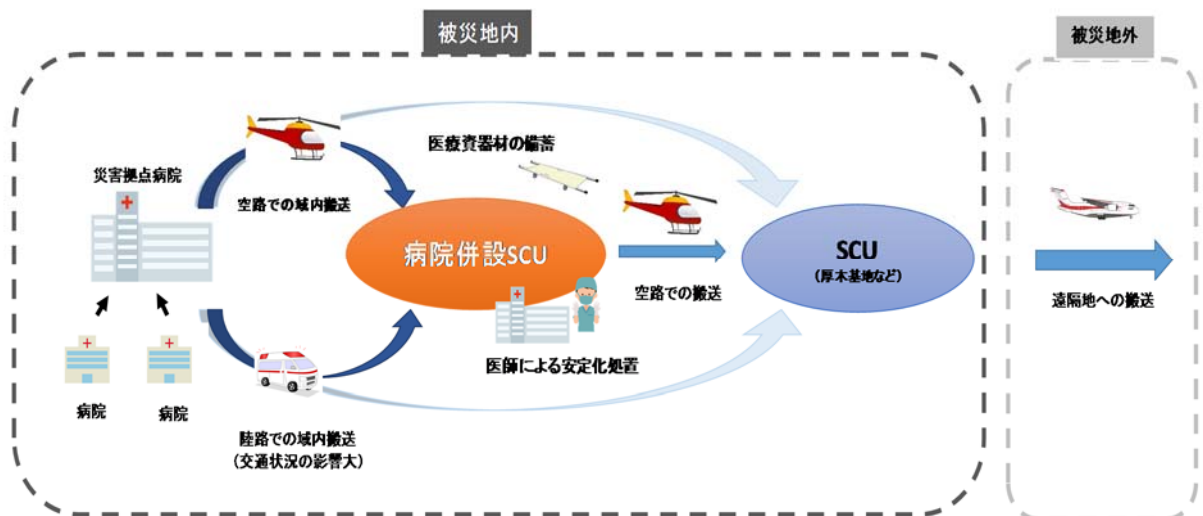 被災地内
被災地外
災害拠点病院
空路での域内搬送
医療資器材の備蓄
病院併設SCU
空路での搬送
SCU
(厚木基地など)
遠隔地への搬送
医師による安定化処置
病院
病院
陸路での域内搬送
(交通状況の影響大)